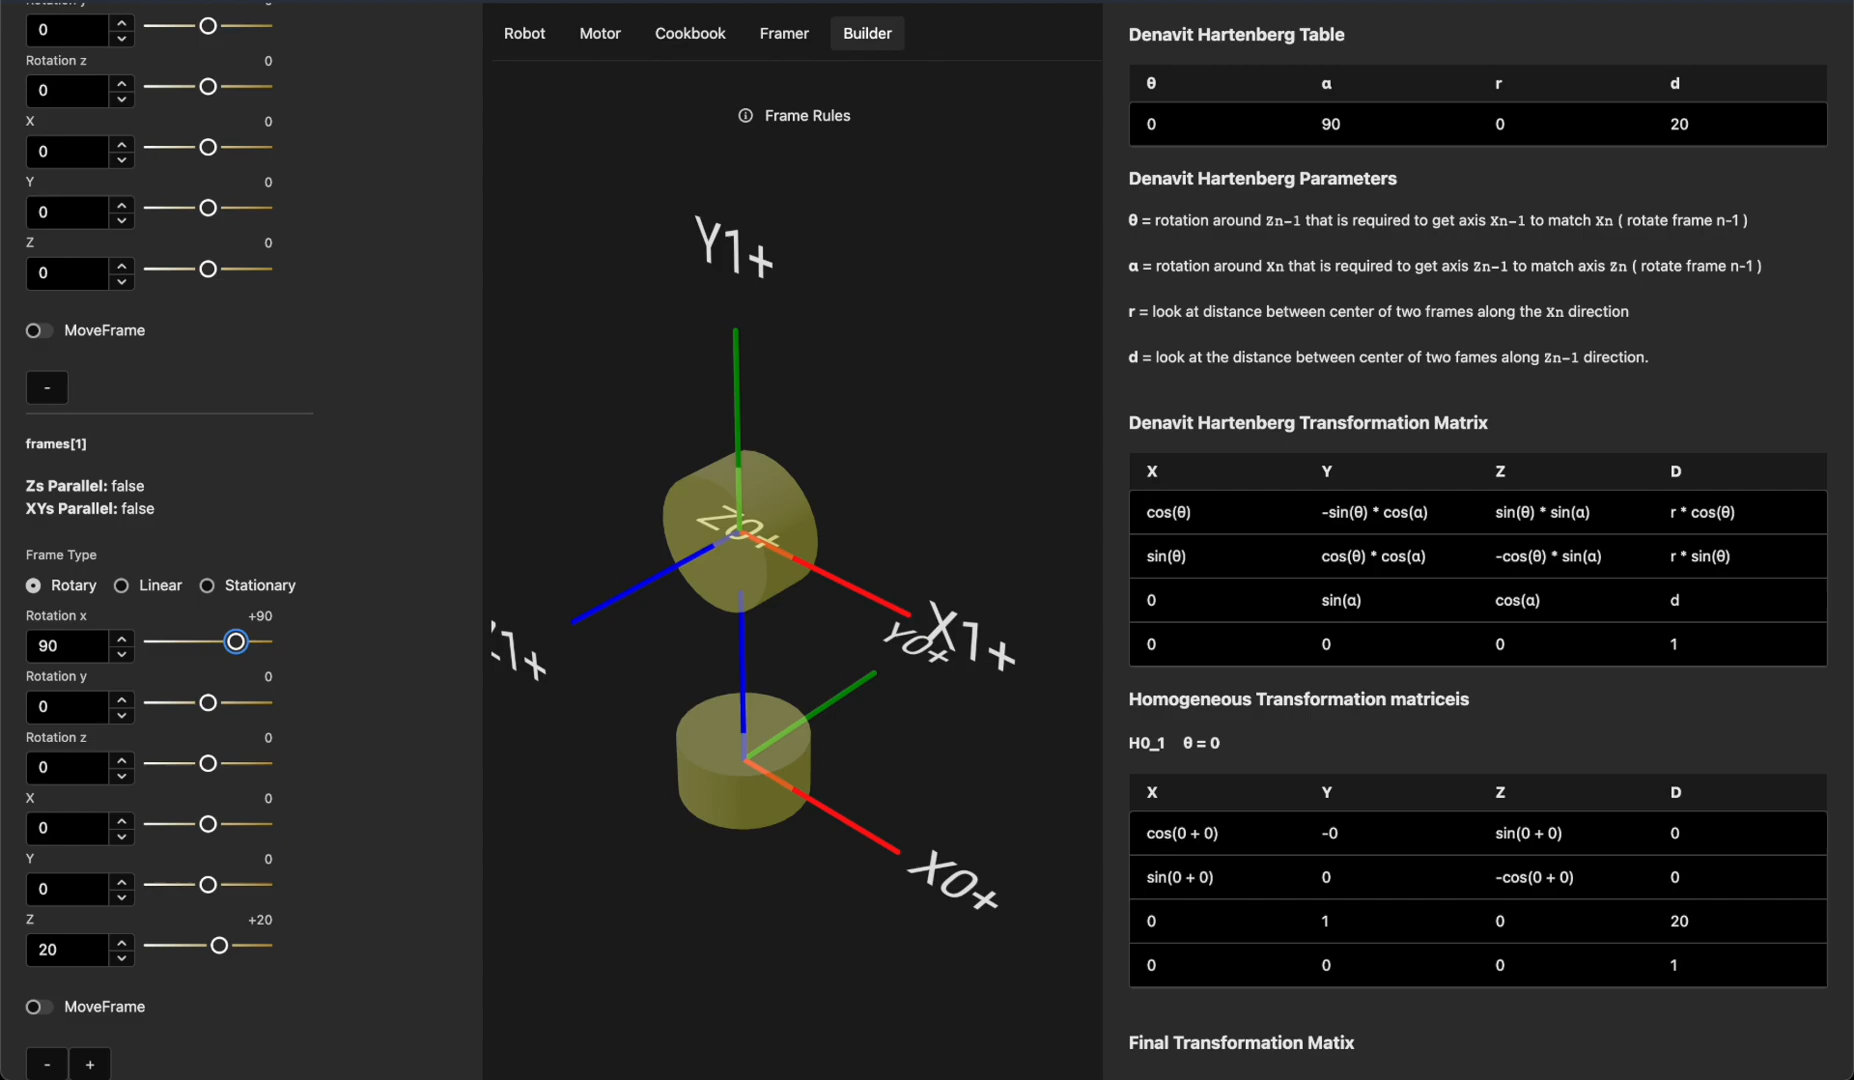 0
Rotation z 0
0
X 0
0
Y 0
0
Z 0
0
MoveFrame
-
frames[1]
Zs Parallel: false
XYs Parallel: false
Frame Type
Rotary Linear Stationary
Rotation x +90
90
Rotation y 0
0
Rotation z 0
0
X 0
0
Y 0
0
Z +20
20
MoveFrame
- +
Robot Motor Cookbook Framer Builder
Frame Rules
Y1+
Z0+
1+
Y0+
X1+
X0+
Denavit Hartenberg Table
θ α r d
0 90 0 20
Denavit Hartenberg Parameters
θ = rotation around Zn-1 that is required to get axis Xn-1 to match Xn ( rotate frame n-1 )
α = rotation around Xn that is required to get axis Zn-1 to match axis Zn ( rotate frame n-1 )
r = look at distance between center of two frames along the Xn direction
d = look at the distance between center of two fames along Zn-1 direction.
Denavit Hartenberg Transformation Matrix
X Y Z D
cos(θ) -sin(θ) * cos(α) sin(θ) * sin(α) r * cos(θ)
sin(θ) cos(θ) * cos(α) -cos(θ) * sin(α) r * sin(θ)
0 sin(α) cos(α) d
0 0 0 1
Homogeneous Transformation matriceis
H0_1 θ = 0
X Y Z D
cos(0 + 0) -0 sin(0 + 0) 0
sin(0 + 0) 0 -cos(0 + 0) 0
0 1 0 20
0 0 0 1
Final Transformation Matix